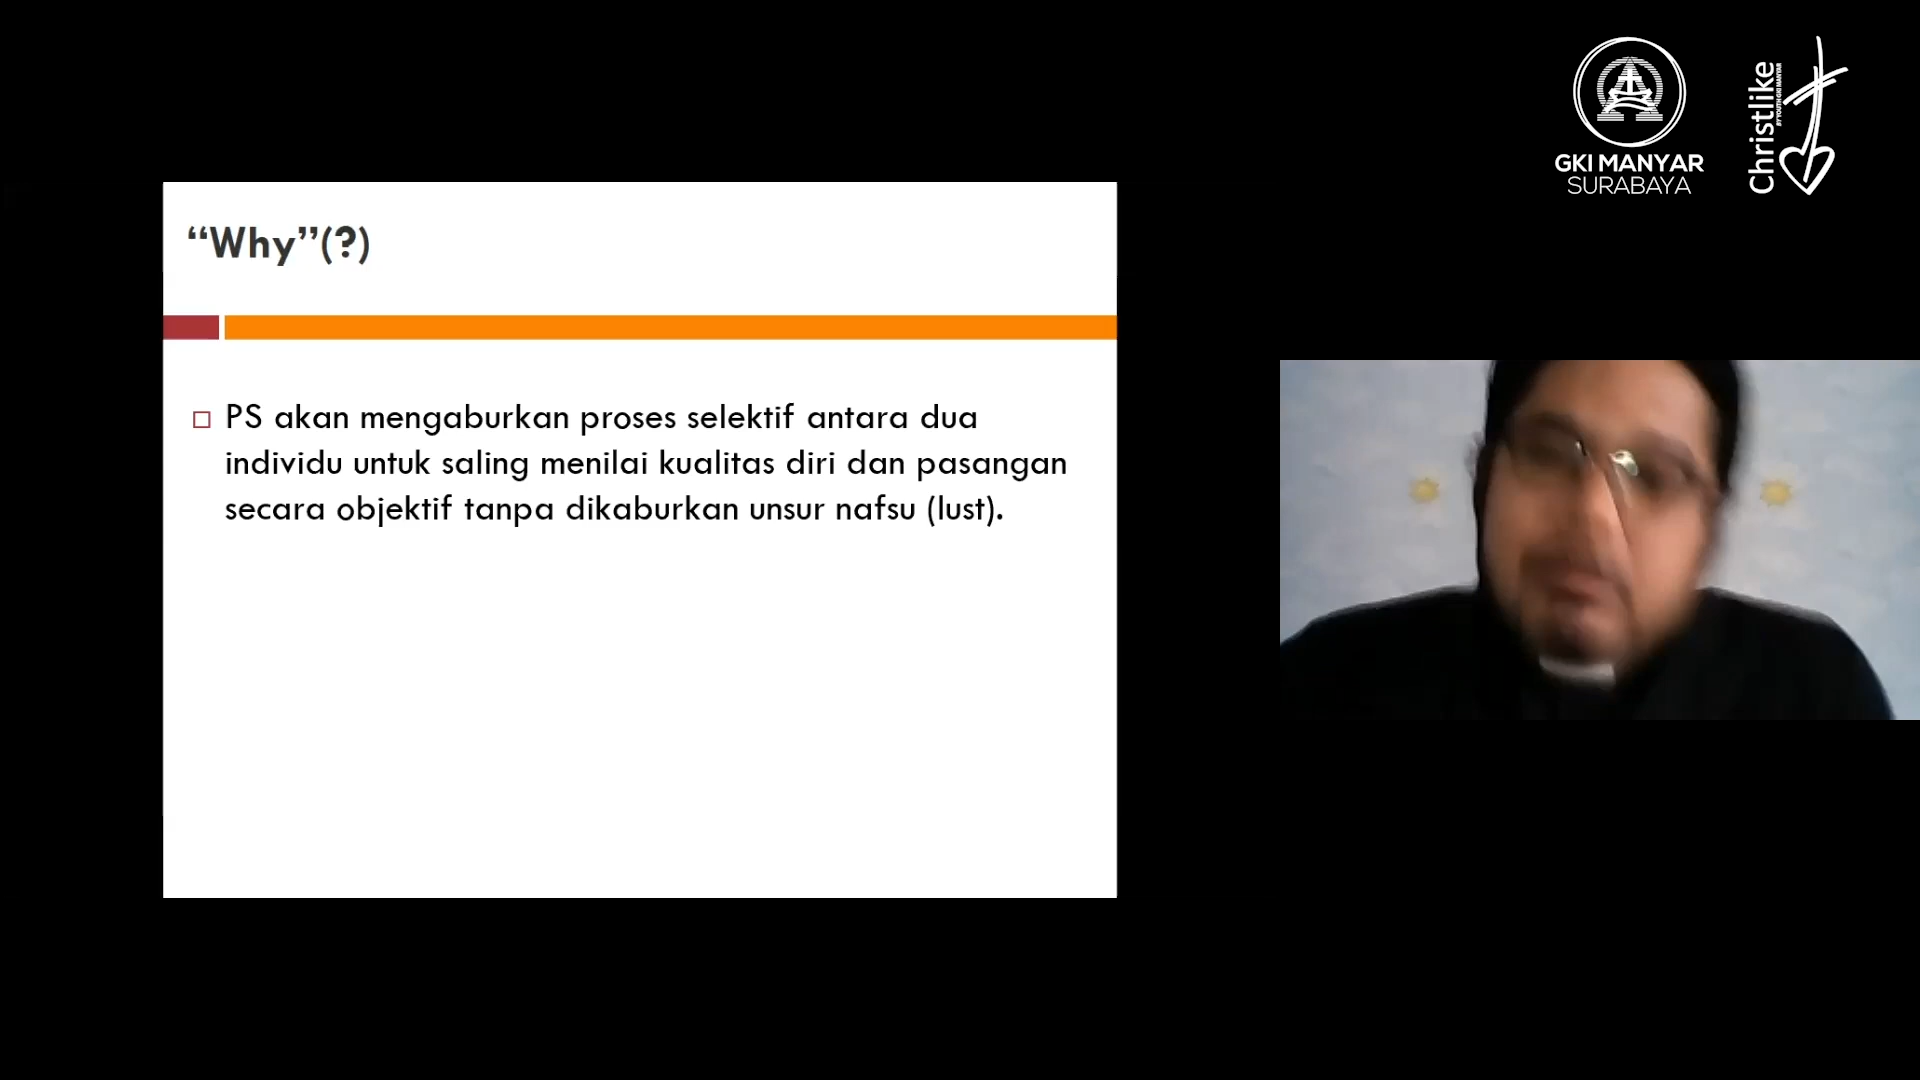 “Why”(?)
PS akan mengaburkan proses selektif antara dua
individu untuk saling menilai kualitas diri dan pasangan
secara objektif tanpa dikaburkan unsur nafsu (lust).
GKI MANYAR
SURABAYA
Christlike